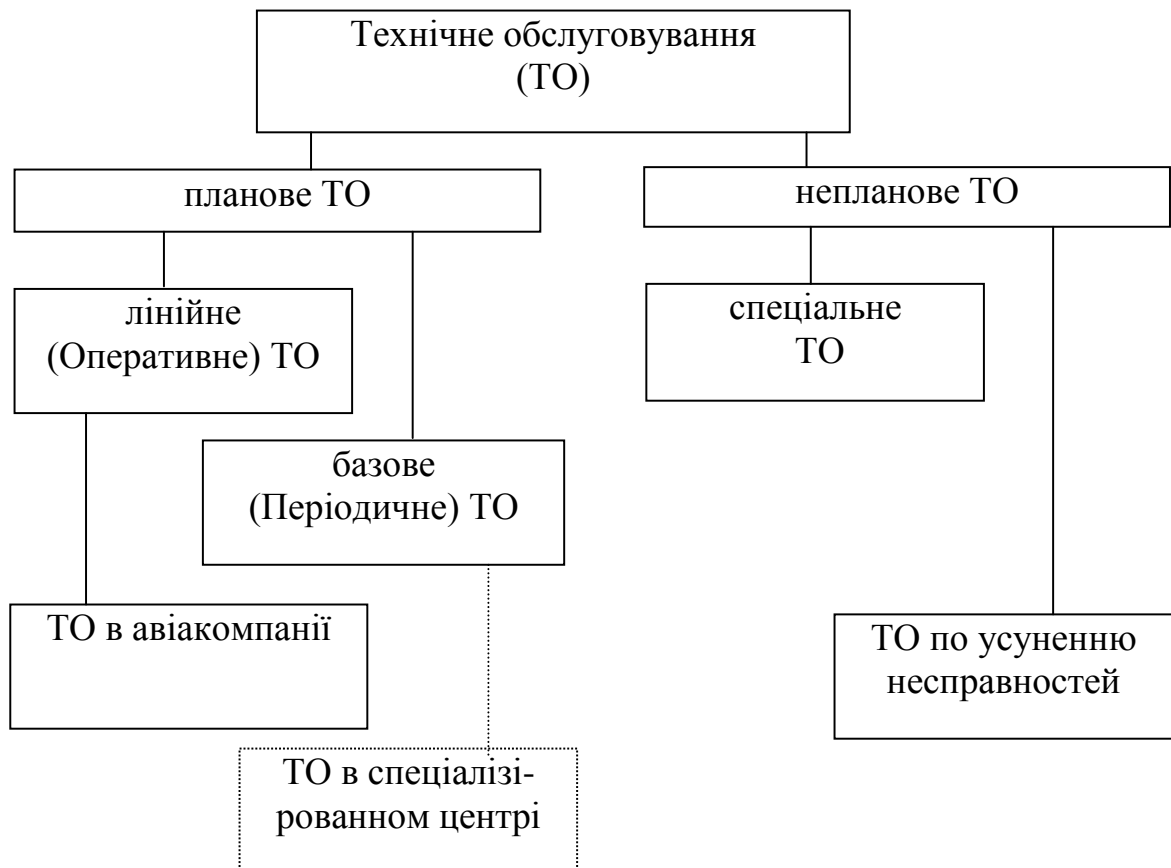 Технічне обслуговування
(ТО)
планове ТО
непланове ТО
лінійне
(Оперативне) ТО
спеціальне
ТО
базове
(Періодичне) ТО
ТО в авіакомпанії
ТО по усуненню
несправностей
ТО в спеціалізі-
рованном центрі